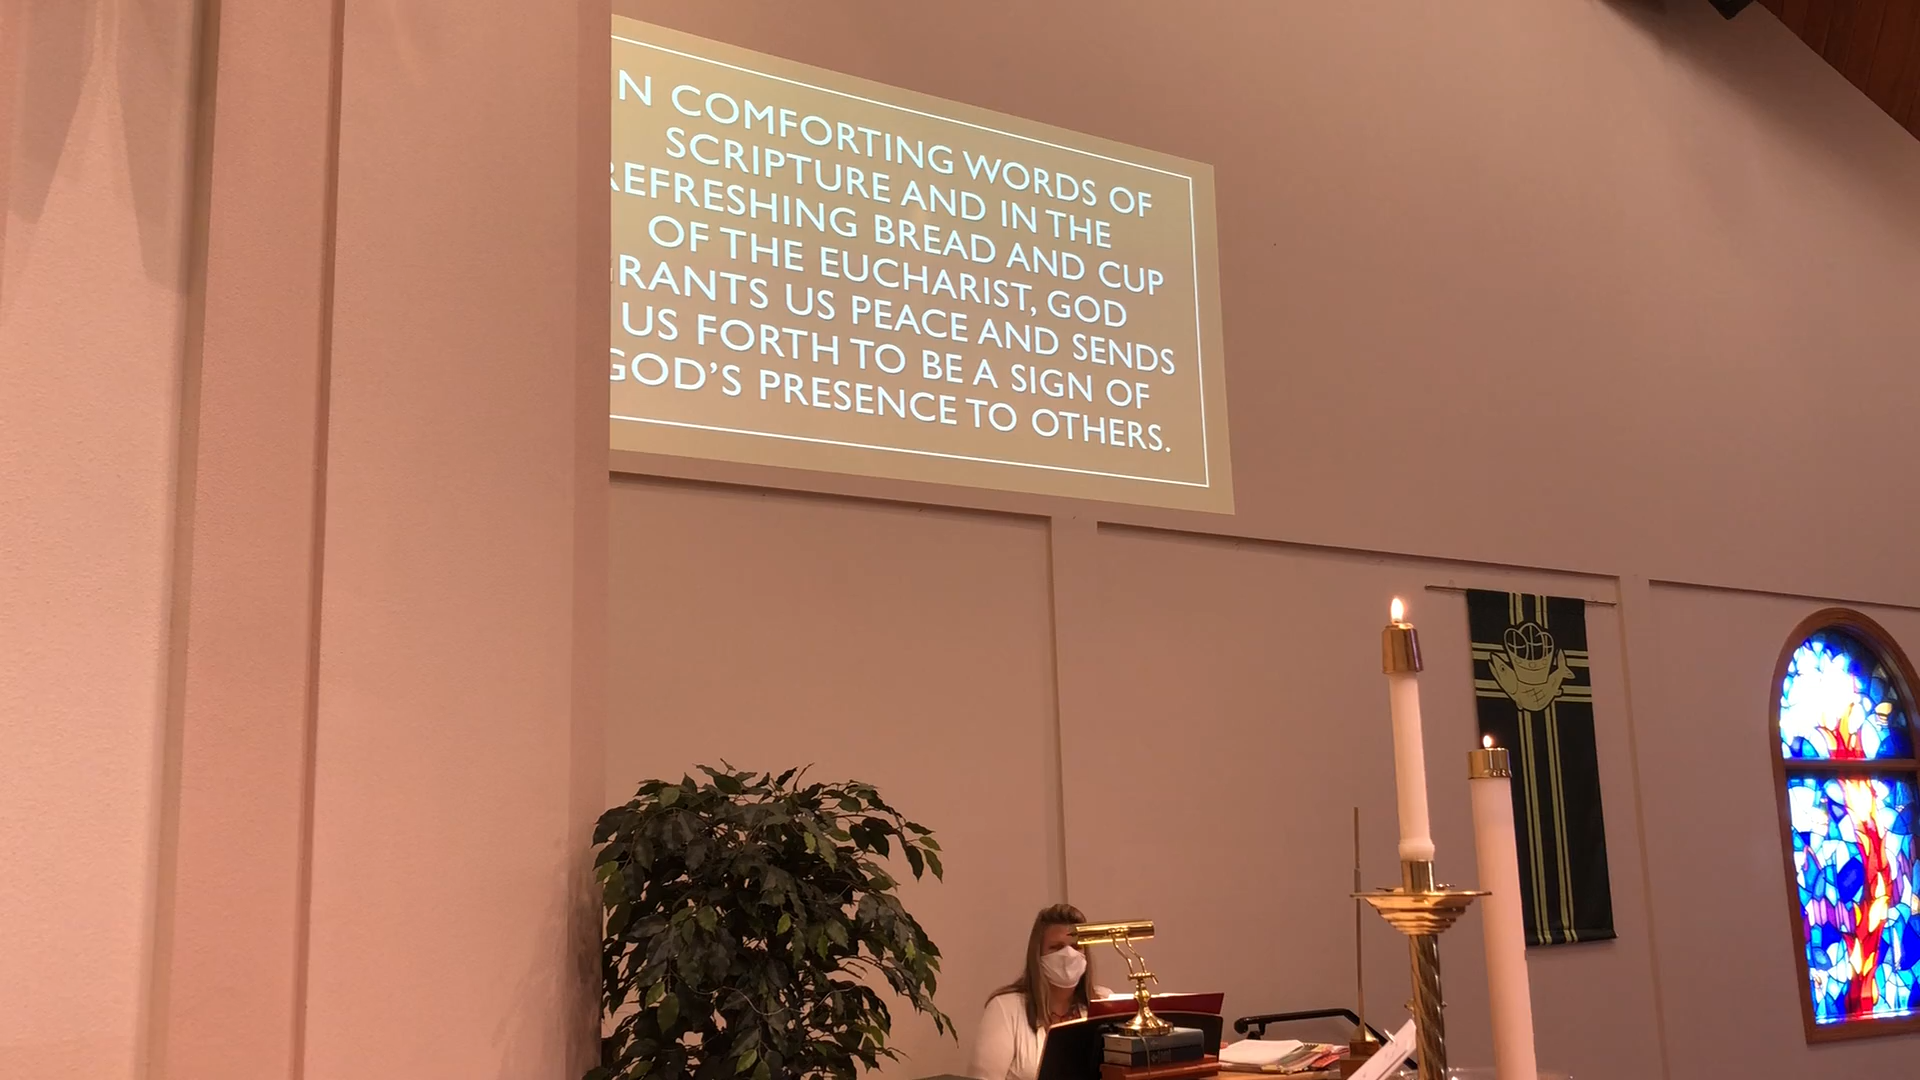 N COMFORTING WORDS OF
SCRIPTURE AND IN THE
REFRESHING BREAD AND CUP
OF THE EUCHARIST, GOD
RANTS US PEACE AND SENDS
US FORTH TO BE A SIGN OF
GOD'S PRESENCE TO OTHERS.